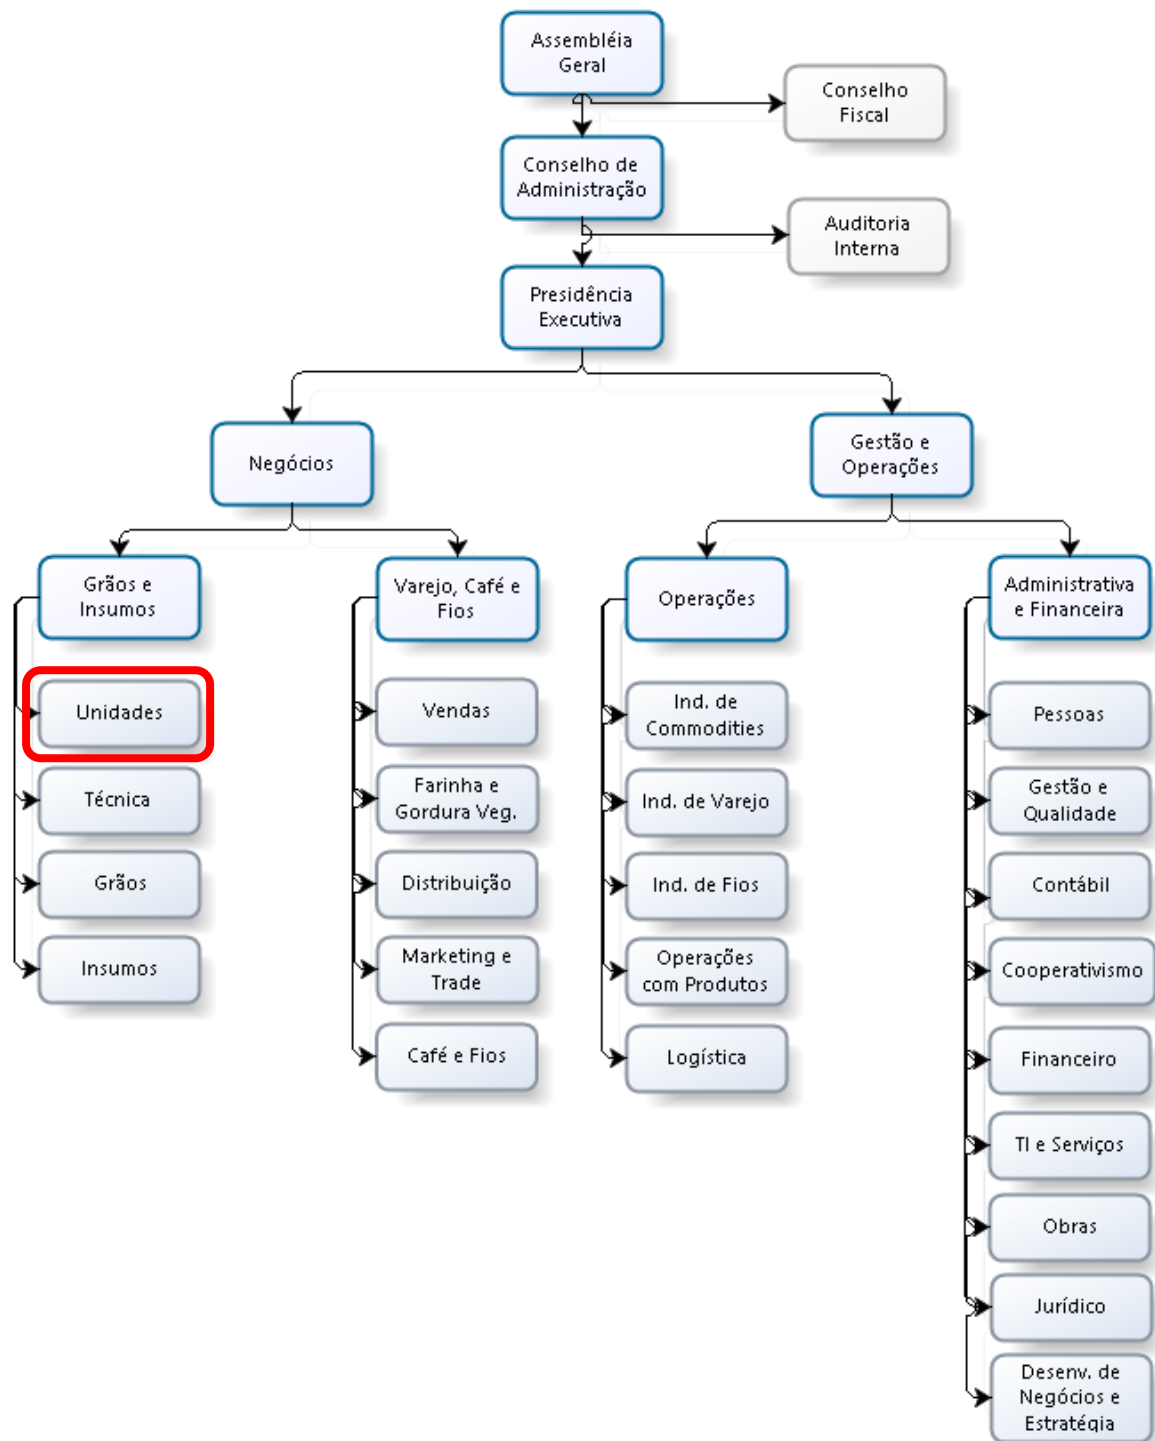 Assembléia
Geral
Conselho
Fiscal
Conselho de
Administração
Auditoria
Interna
Presidência
Executiva
Negócios
Gestão e
Operações
Grãos e
Insumos
Varejo, Café e
Fios
Operações
Administrativa
e Financeira
Unidades
Técnica
Grãos
Insumos
Vendas
Farinha e
Gordura Veg.
Distribuição
Marketing e
Trade
Café e Fios
Ind. de
Commodities
Ind. de Varejo
Ind. de Fios
Operações
com Produtos
Logística
Pessoas
Gestão e
Qualidade
Contábil
Cooperativismo
Financeiro
TI e Serviços
Obras
Jurídico
Desenv. de
Negócios e
Estratégia